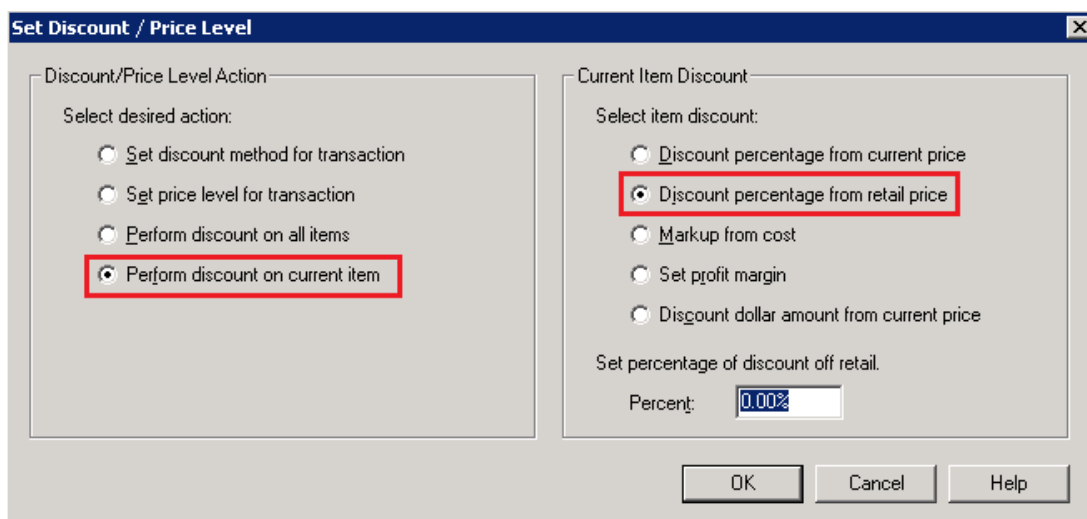 Set Discount / Price Level
Discount/Price Level Action
Select desired action:
Set discount method for transaction
Set price level for transaction
Perform discount on all items
Perform discount on current item
Current Item Discount
Select item discount:
Discount percentage from current price
Discount percentage from retail price
Markup from cost
Set profit margin
Discount dollar amount from current price
Set percentage of discount off retail.
Percent: 0.00%
OK Cancel Help